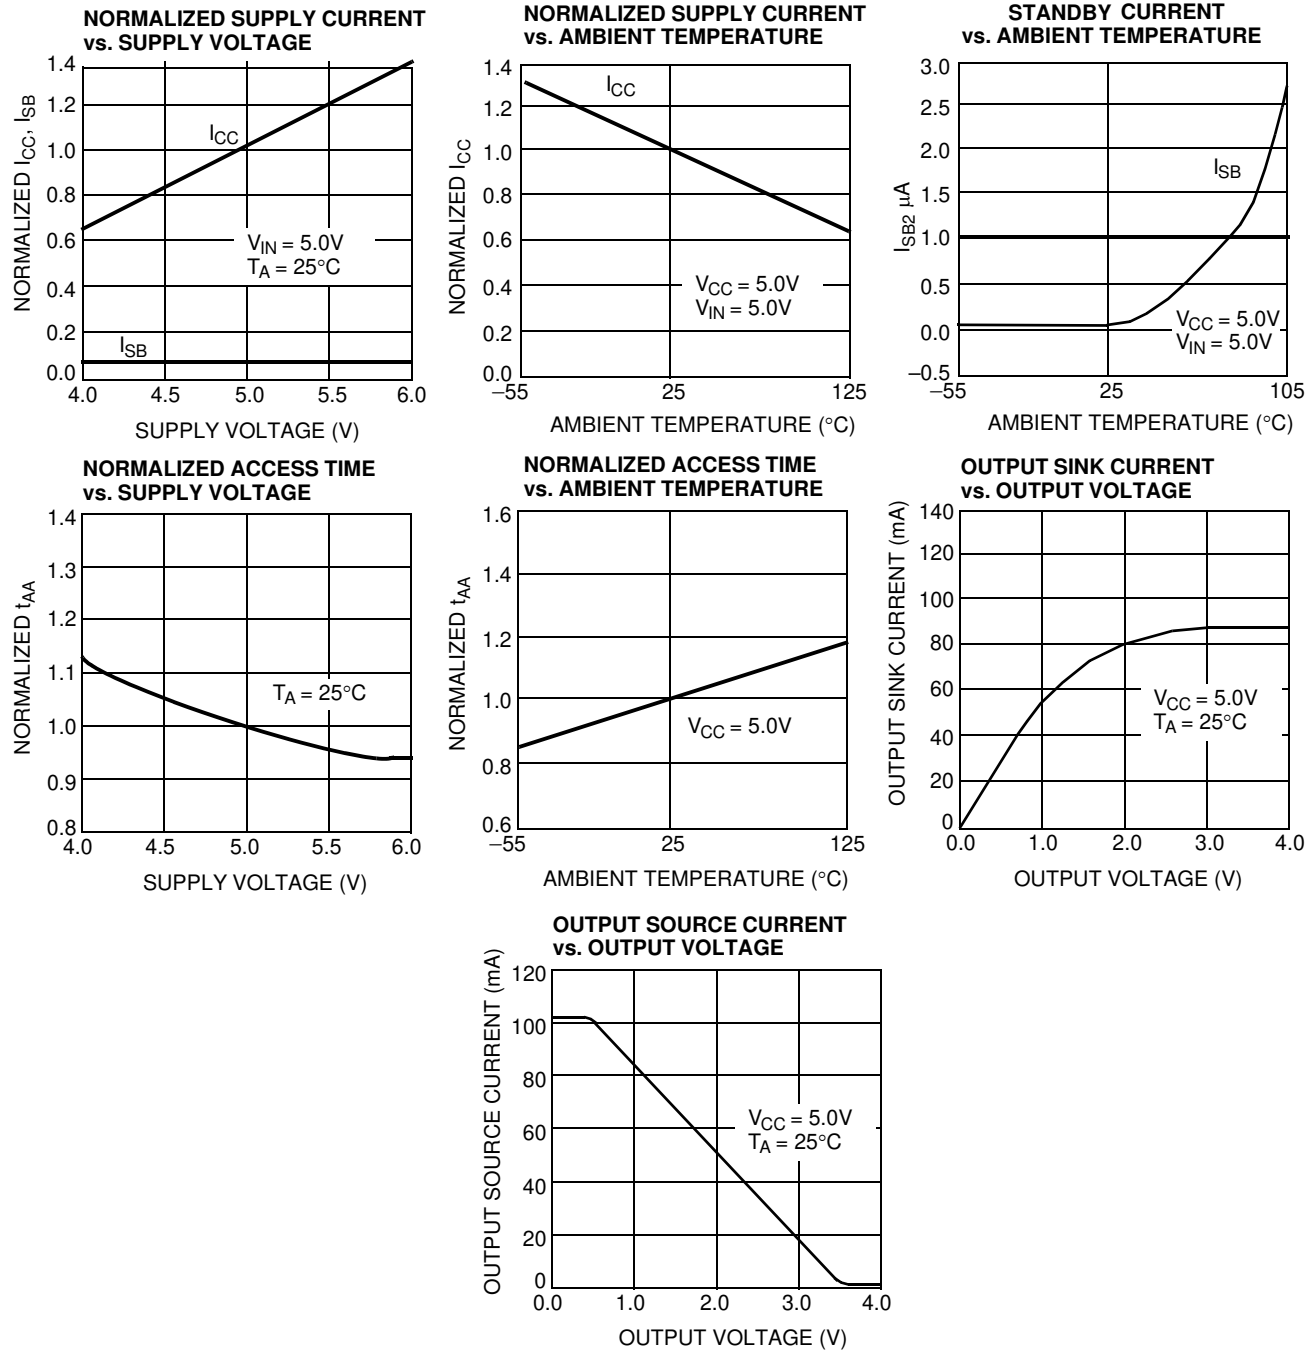 NORMALIZED SUPPLY CURRENT
vs. SUPPLY VOLTAGE
1.4
1.2
1.0
0.8
0.6
0.4
0.2
0.0
NORMALIZED ICC, ISB
ICC
VIN = 5.0V
TA = 25°C
ISB
4.0 4.5 5.0 5.5 6.0
SUPPLY VOLTAGE (V)
NORMALIZED SUPPLY CURRENT
vs. AMBIENT TEMPERATURE
1.4
1.2
1.0
0.8
0.6
0.4
0.2
0.0
NORMALIZED ICC
ICC
VCC = 5.0V
VIN = 5.0V
–55 25 125
AMBIENT TEMPERATURE (°C)
STANDBY CURRENT
vs. AMBIENT TEMPERATURE
3.0
2.5
2.0
1.5
1.0
0.5
0.0
–0.5
ISB2 µA
ISB
VCC = 5.0V
VIN = 5.0V
–55 25 105
AMBIENT TEMPERATURE (°C)
NORMALIZED ACCESS TIME
vs. SUPPLY VOLTAGE
1.4
1.3
1.2
1.1
1.0
0.9
0.8
NORMALIZED tAA
TA = 25°C
4.0 4.5 5.0 5.5 6.0
SUPPLY VOLTAGE (V)
NORMALIZED ACCESS TIME
vs. AMBIENT TEMPERATURE
1.6
1.4
1.2
1.0
0.8
0.6
NORMALIZED tAA
VCC = 5.0V
–55 25 125
AMBIENT TEMPERATURE (°C)
OUTPUT SINK CURRENT
vs. OUTPUT VOLTAGE
140
120
100
80
60
40
20
0
OUTPUT SINK CURRENT (mA)
VCC = 5.0V
TA = 25°C
0.0 1.0 2.0 3.0 4.0
OUTPUT VOLTAGE (V)
OUTPUT SOURCE CURRENT
vs. OUTPUT VOLTAGE
120
100
80
60
40
20
0
OUTPUT SOURCE CURRENT (mA)
VCC = 5.0V
TA = 25°C
0.0 1.0 2.0 3.0 4.0
OUTPUT VOLTAGE (V)